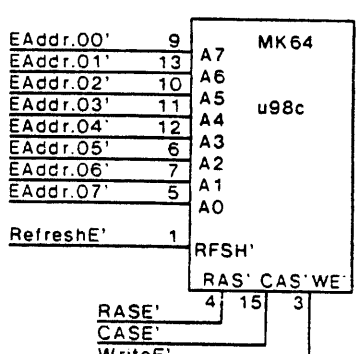 MK64
u98c
EAddr.00' 9 A7
EAddr.01' 13 A6
EAddr.02' 10 A5
EAddr.03' 11 A4
EAddr.04' 12 A3
EAddr.05' 6 A2
EAddr.06' 7 A1
EAddr.07' 5 A0
RefreshE' 1 RFSH'
RAS' CAS' WE'
4 15 3
RASE'
CASE'
WriteE'